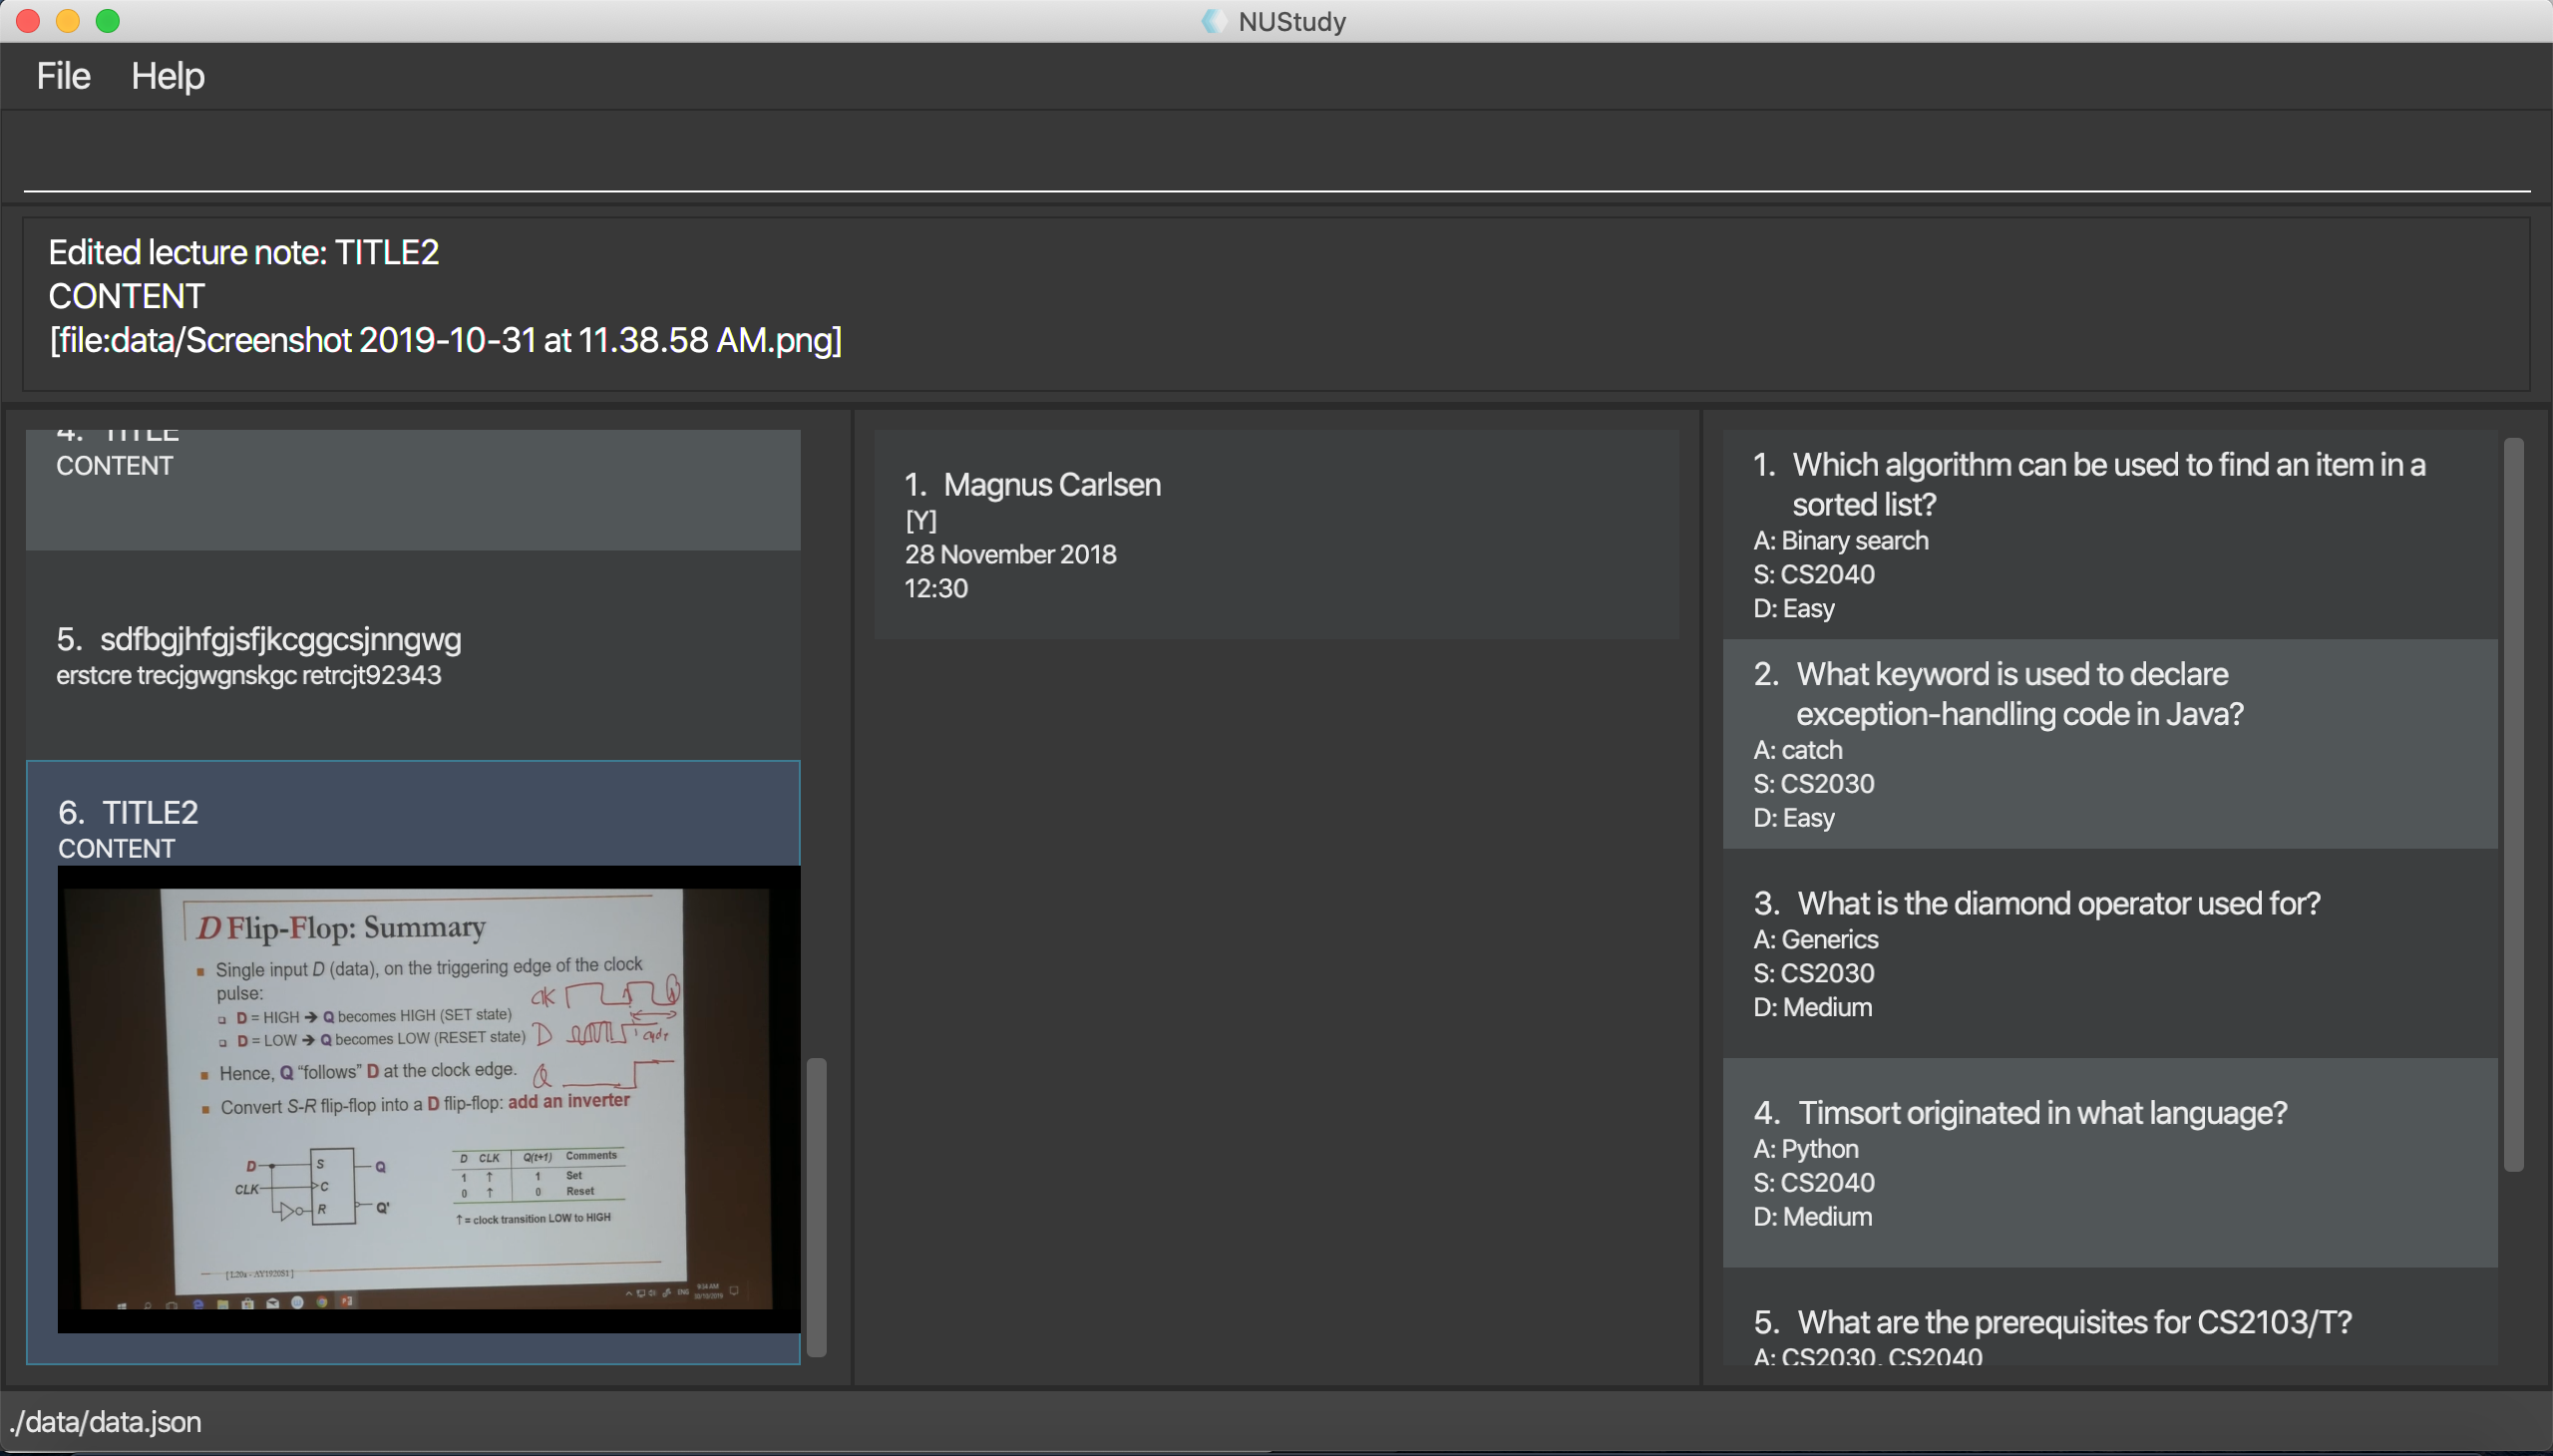 NUStudy
File Help
Edited lecture note: TITLE2
CONTENT
[file:data/Screenshot 2019-10-31 at 11.38.58 AM.png]
4. TITLE
CONTENT
5. sdfbgjhfgjsfjkcggcsjnngwg
erstcre trecjgwgnskgc retrcjt92343
6. TITLE2
CONTENT
D Flip-Flop: Summary
Single input D (data), on the triggering edge of the clock
pulse:
D = HIGH → Q becomes HIGH (SET state)
D = LOW → Q becomes LOW (RESET state)
Hence, Q “follows” D at the clock edge.
Convert S-R flip-flop into a D flip-flop: add an inverter
D
Q
D S Q
CLK C
R Q'
D CLK Q(t+1) Comments
1 ↑ 1 Set
0 ↑ 0 Reset
↑ = clock transition LOW to HIGH
ENG
1. Magnus Carlsen
[Y]
28 November 2018
12:30
1. Which algorithm can be used to find an item in a
sorted list?
A: Binary search
S: CS2040
D: Easy
2. What keyword is used to declare
exception-handling code in Java?
A: catch
S: CS2030
D: Easy
3. What is the diamond operator used for?
A: Generics
S: CS2030
D: Medium
4. Timsort originated in what language?
A: Python
S: CS2040
D: Medium
5. What are the prerequisites for CS2103/T?
A: CS2030, CS2040
./data/data.json